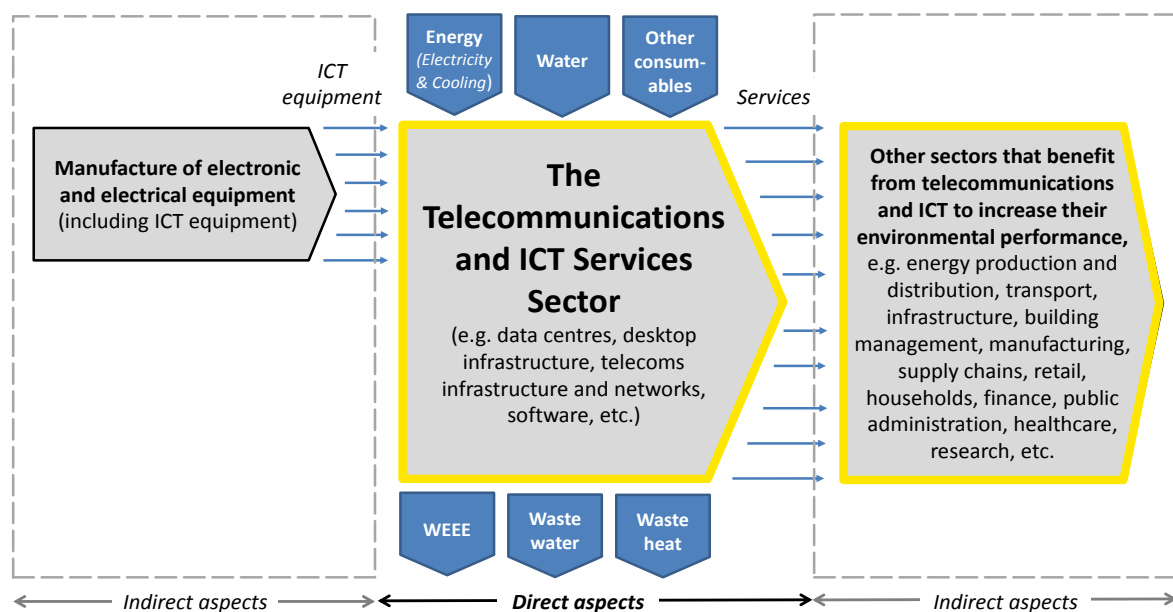 Energy
(Electricity
& Cooling)
Water
Other
consum-
ables
ICT
equipment
Services
Manufacture of electronic
and electrical equipment
(including ICT equipment)
The
Telecommunications
and ICT Services
Sector
(e.g. data centres, desktop
infrastructure, telecoms
infrastructure and networks,
software, etc.)
Other sectors that benefit
from telecommunications
and ICT to increase their
environmental performance,
e.g. energy production and
distribution, transport,
infrastructure, building
management, manufacturing,
supply chains, retail,
households, finance, public
administration, healthcare,
research, etc.
WEEE
Waste
water
Waste
heat
Indirect aspects
Direct aspects
Indirect aspects